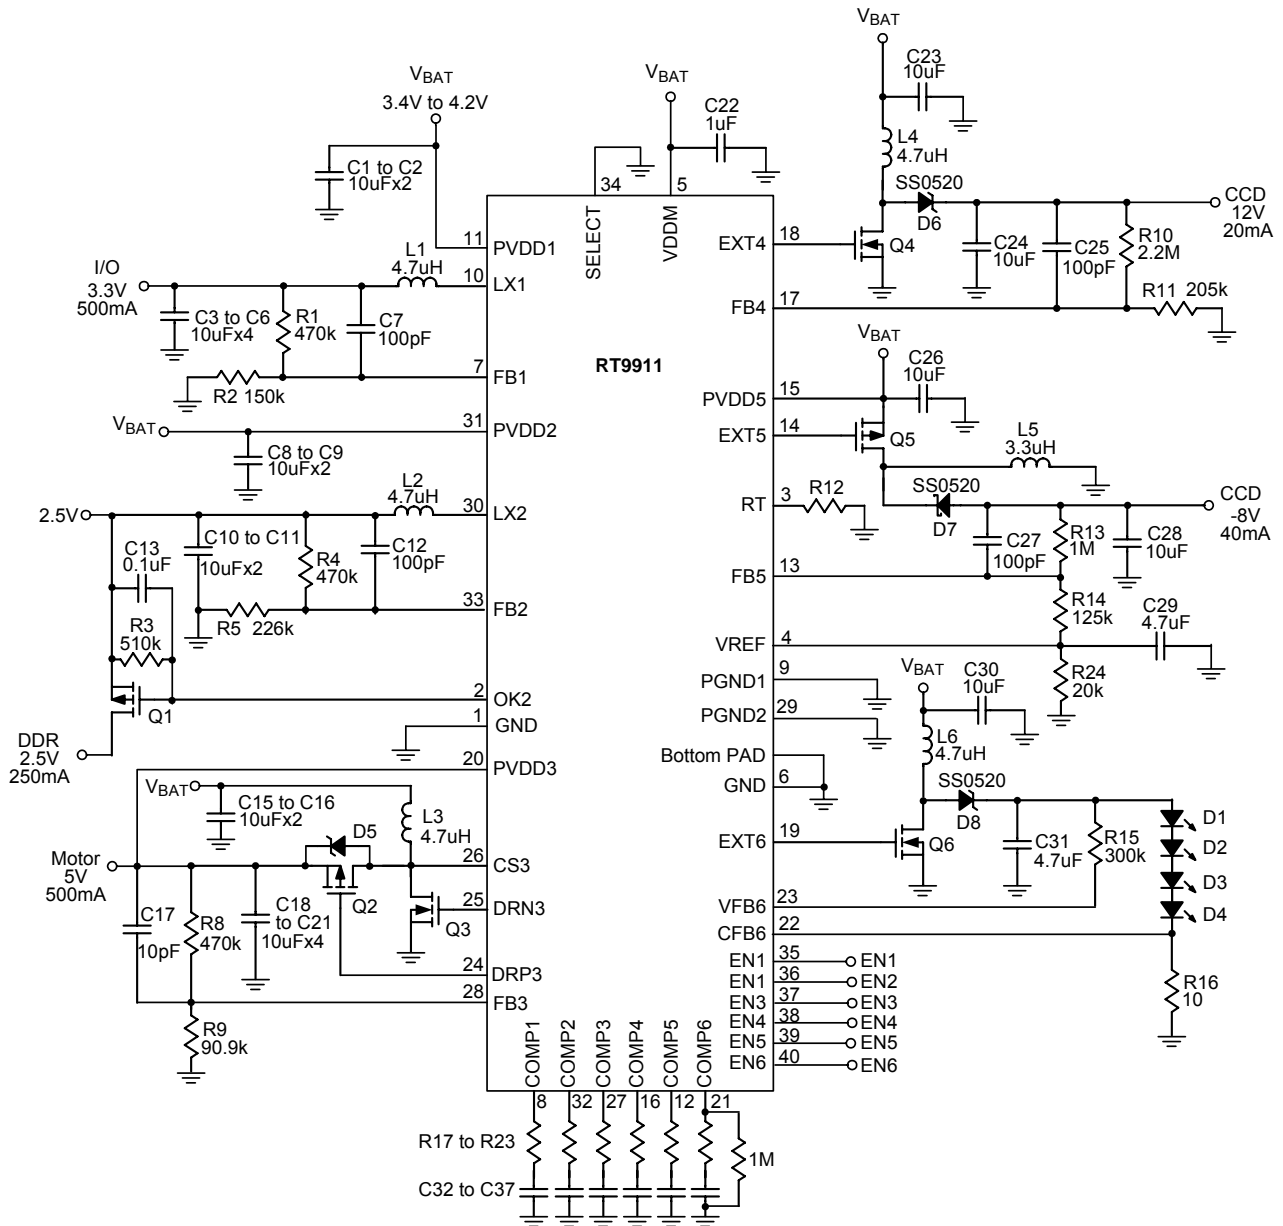 VBAT
3.4V to 4.2V
C1 to C2
10uFx2
11
PVDD1
I/O
3.3V
500mA
L1
4.7uH
10
LX1
C3 to C6
10uFx4
R1
470k
C7
100pF
7
FB1
R2 150k
VBAT
31
PVDD2
C8 to C9
10uFx2
L2
4.7uH
2.5V
30
LX2
C13
0.1uF
C10 to C11
10uFx2
R4
470k
C12
100pF
33
FB2
R5 226k
R3
510k
Q1
2
OK2
1
GND
DDR
2.5V
250mA
20
PVDD3
VBAT
C15 to C16
10uFx2
L3
4.7uH
D5
Motor
5V
500mA
26
CS3
Q2
25
DRN3
Q3
C17
10pF
R8
470k
C18
to C21
10uFx4
24
DRP3
28
FB3
R9
90.9k
34
SELECT
VBAT
C22
1uF
5
VDDM
RT9911
VBAT
C23
10uF
L4
4.7uH
SS0520
D6
CCD
12V
20mA
EXT4
18
Q4
C24
10uF
C25
100pF
R10
2.2M
FB4
17
R11 205k
VBAT
C26
10uF
PVDD5
15
EXT5
14
Q5
L5
3.3uH
RT
3
R12
SS0520
D7
CCD
-8V
40mA
C27
100pF
R13
1M
C28
10uF
FB5
13
R14
125k
C29
4.7uF
VREF
4
R24
20k
PGND1
9
PGND2
29
Bottom PAD
GND
6
VBAT
C30
10uF
L6
4.7uH
SS0520
D8
EXT6
19
Q6
C31
4.7uF
R15
300k
D1
D2
D3
D4
VFB6
23
CFB6
22
R16
10
EN1
35
EN1
EN1
36
EN2
EN3
37
EN3
EN4
38
EN4
EN5
39
EN5
EN6
40
EN6
COMP1
COMP2
COMP3
COMP4
COMP5
COMP6
8
32
27
16
12
21
R17 to R23
1M
C32 to C37